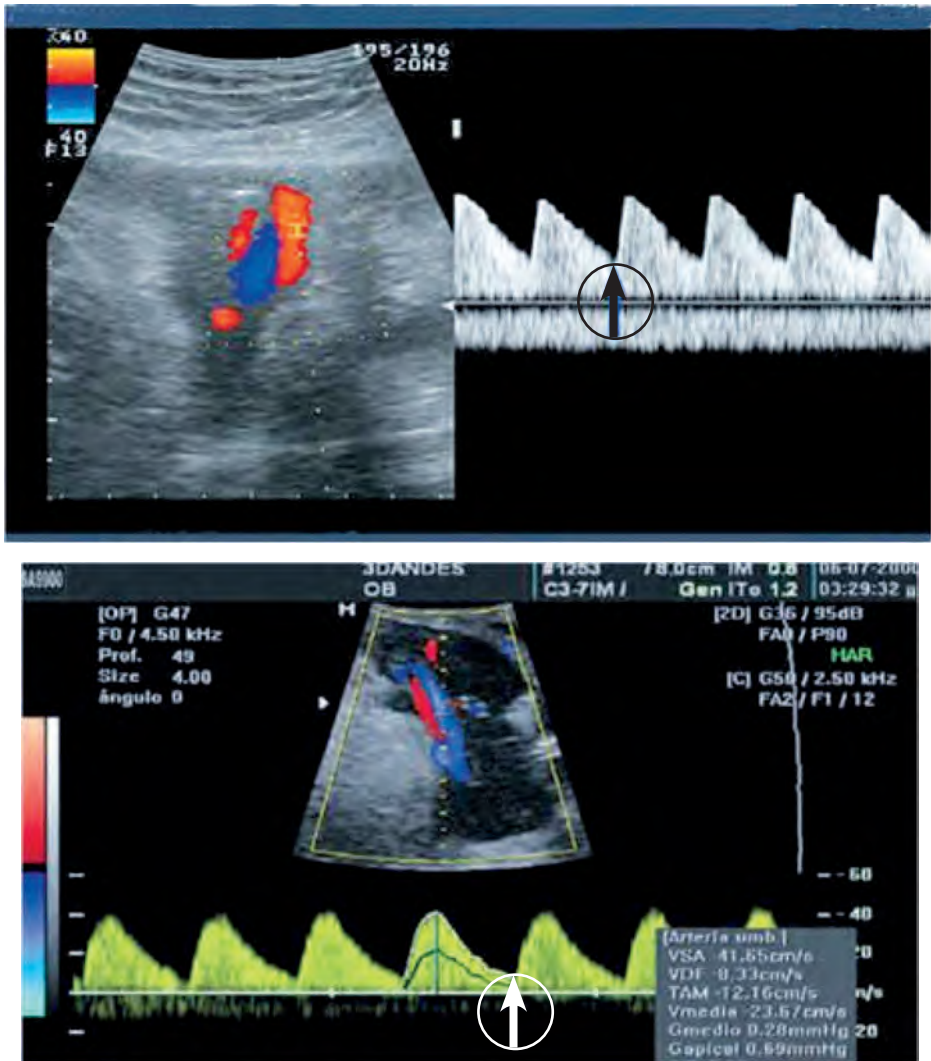 195/196
20Hz
40
F13
3DANDES
OB
#1253 / 8.0cm IM 0.8
C3-7IM / Gen ITo 1.2
03:29:32
[OP] G47
F0 / 4.50 kHz
Prof. 49
Size 4.00
ángulo 0
H
[2D] G36 / 95dB
FA0 / P90
HAR
[C] G50 / 2.50 kHz
FA2 / F1 / 12
60
40
20
[Arteria umb.]
VSA 41.65cm/s
VDF 8.33cm/s
TAM -12.16cm/s
Vmedia -23.67cm/s
Gmedio 0.28mmHg
Gapical 0.69mmHg
20